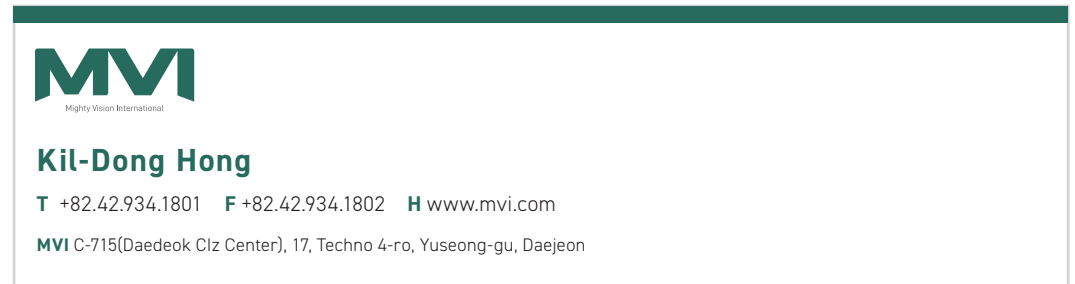 MVI
Mighty Vision International
Kil-Dong Hong
T +82.42.934.1801 F +82.42.934.1802 H www.mvi.com
MVI C-715(Daedeok Clz Center), 17, Techno 4-ro, Yuseong-gu, Daejeon